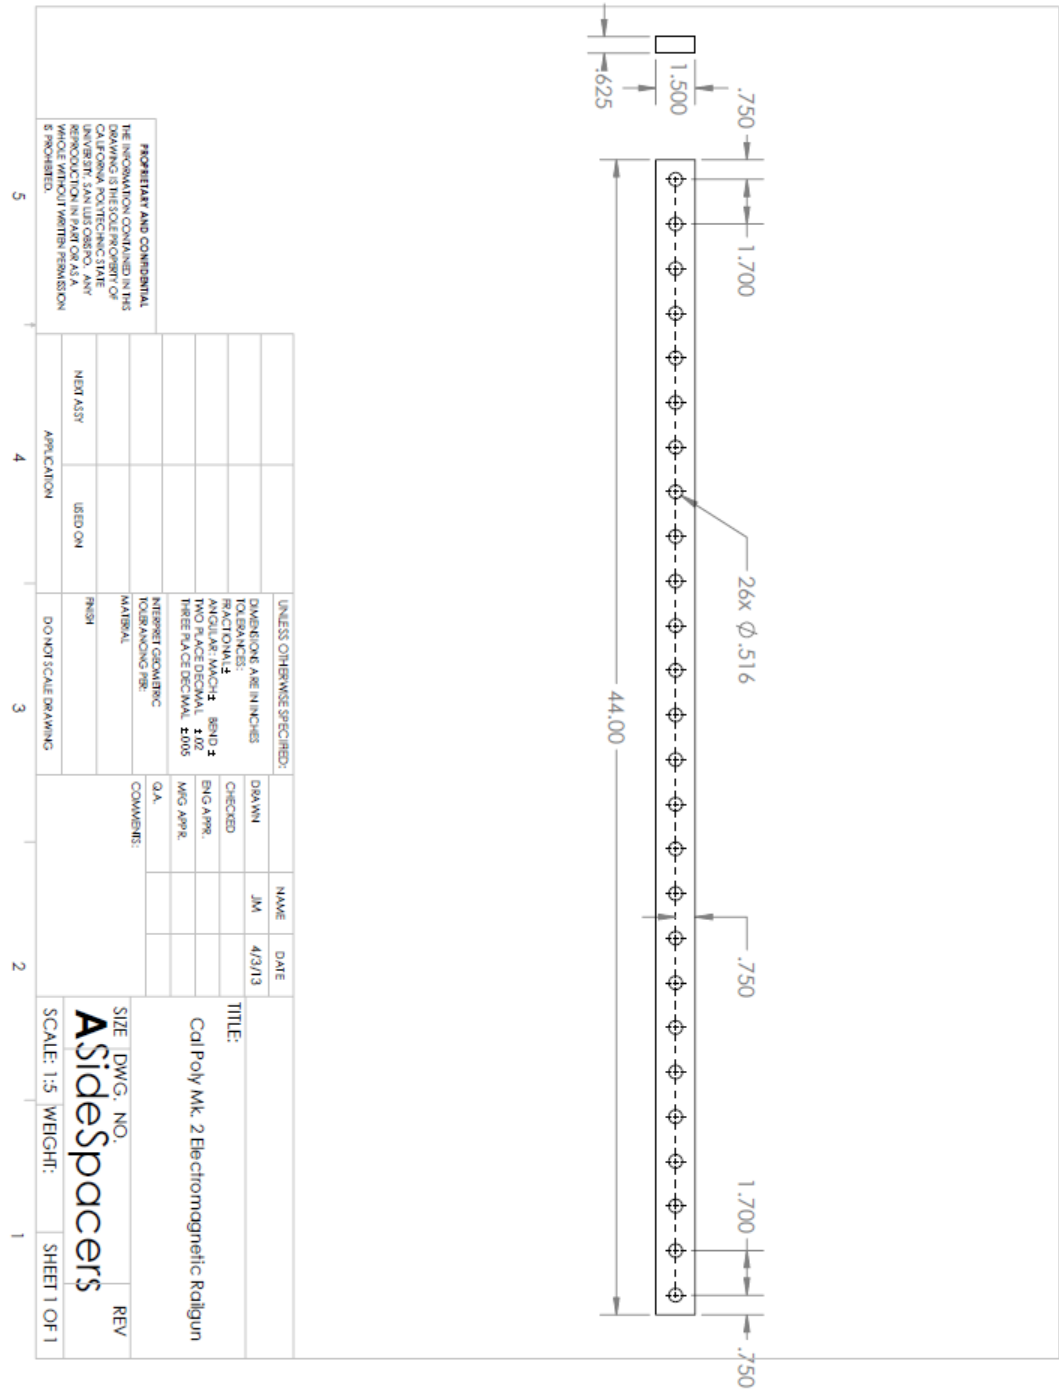 .625
1.500
.750
1.700
26x Ø.516
44.00
.750
1.700
.750
PROPRIETARY AND CONFIDENTIAL
THE INFORMATION CONTAINED IN THIS
DRAWING IS THE SOLE PROPERTY OF
CALIFORNIA POLYTECHNIC STATE
UNIVERSITY, SAN LUIS OBISPO. ANY
REPRODUCTION IN PART OR AS A
WHOLE WITHOUT WRITTEN PERMISSION
IS PROHIBITED.
NEXT ASSY
USED ON
APPLICATION
UNLESS OTHERWISE SPECIFIED:
DIMENSIONS ARE IN INCHES
TOLERANCES:
FRACTIONAL ±
ANGULAR: MACH ± BEND ±
TWO PLACE DECIMAL ±.02
THREE PLACE DECIMAL ±.005
INTERPRET GEOMETRIC
TOLERANCING PER:
MATERIAL
FINISH
DO NOT SCALE DRAWING
NAME DATE
DRAWN JM 4/3/13
CHECKED
ENG APPR.
MFG APPR.
Q.A.
COMMENTS:
TITLE:
Cal Poly Mk. 2 Electromagnetic Railgun
SIZE DWG. NO. REV
A SideSpacers
SCALE: 1:5 WEIGHT: SHEET 1 OF 1
5 4 3 2 1